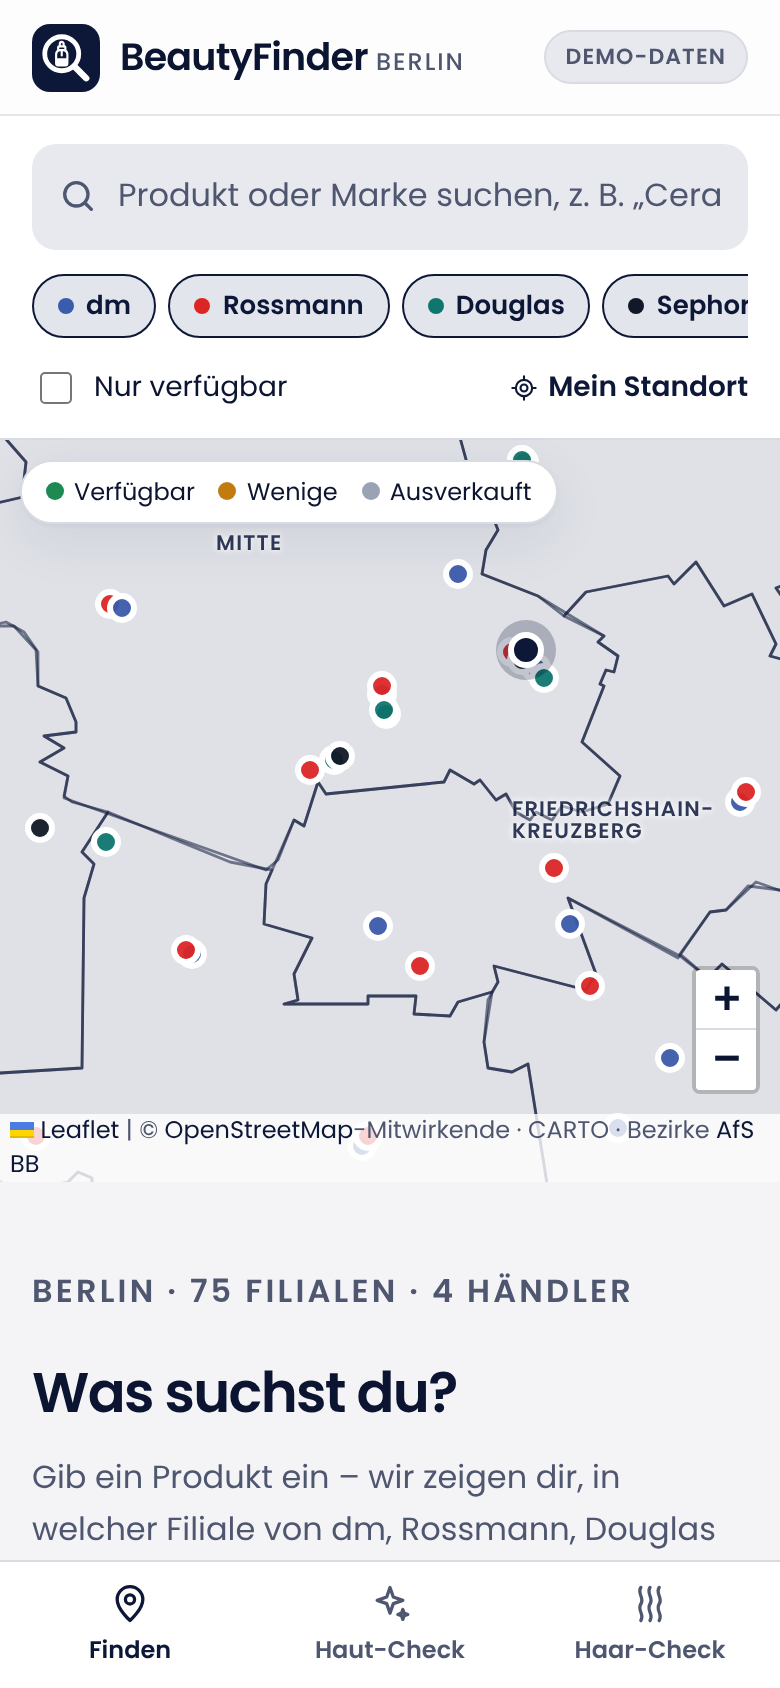 BeautyFinder BERLIN
DEMO-DATEN
Produkt oder Marke suchen, z. B. „Cera
dm
Rossmann
Douglas
Sephor
Nur verfügbar
Mein Standort
Verfügbar
Wenige
Ausverkauft
MITTE
FRIEDRICHSHAIN-
KREUZBERG
+
−
Leaflet | © OpenStreetMap-Mitwirkende · CARTO · Bezirke AfS
BB
BERLIN · 75 FILIALEN · 4 HÄNDLER
Was suchst du?
Gib ein Produkt ein – wir zeigen dir, in
welcher Filiale von dm, Rossmann, Douglas
Finden
Haut-Check
Haar-Check